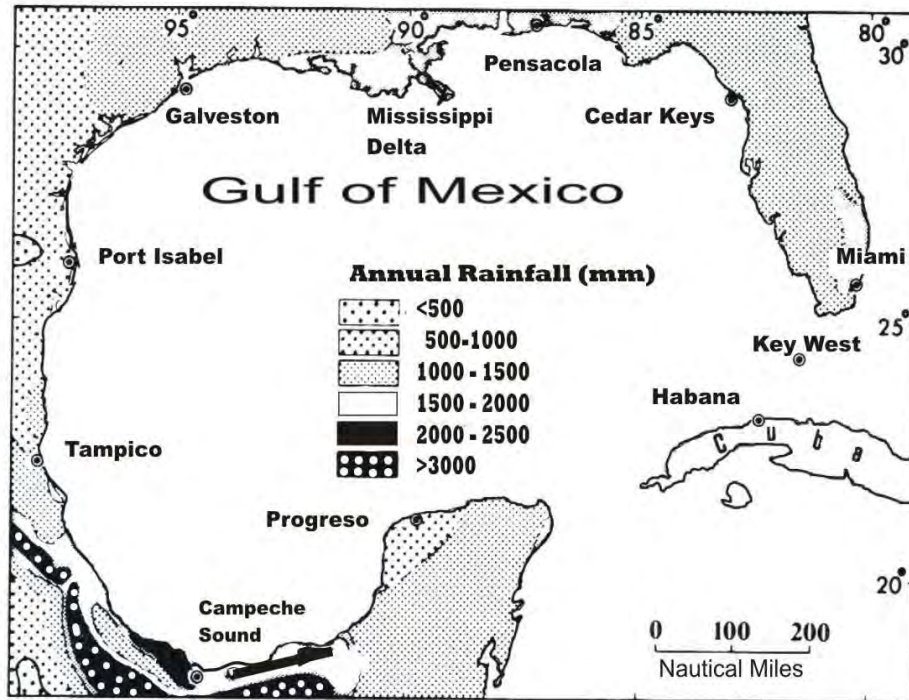 95°
90°
85
80°
30°
Pensacola
Galveston
Mississippi
Delta
Cedar Keys
Gulf of Mexico
Port Isabel
Miami
Annual Rainfall (mm)
<500
500-1000
1000 - 1500
1500 - 2000
2000 - 2500
>3000
25°
Key West
Habana
Cuba
Tampico
Progreso
20°
Campeche
Sound
0 100 200
Nautical Miles